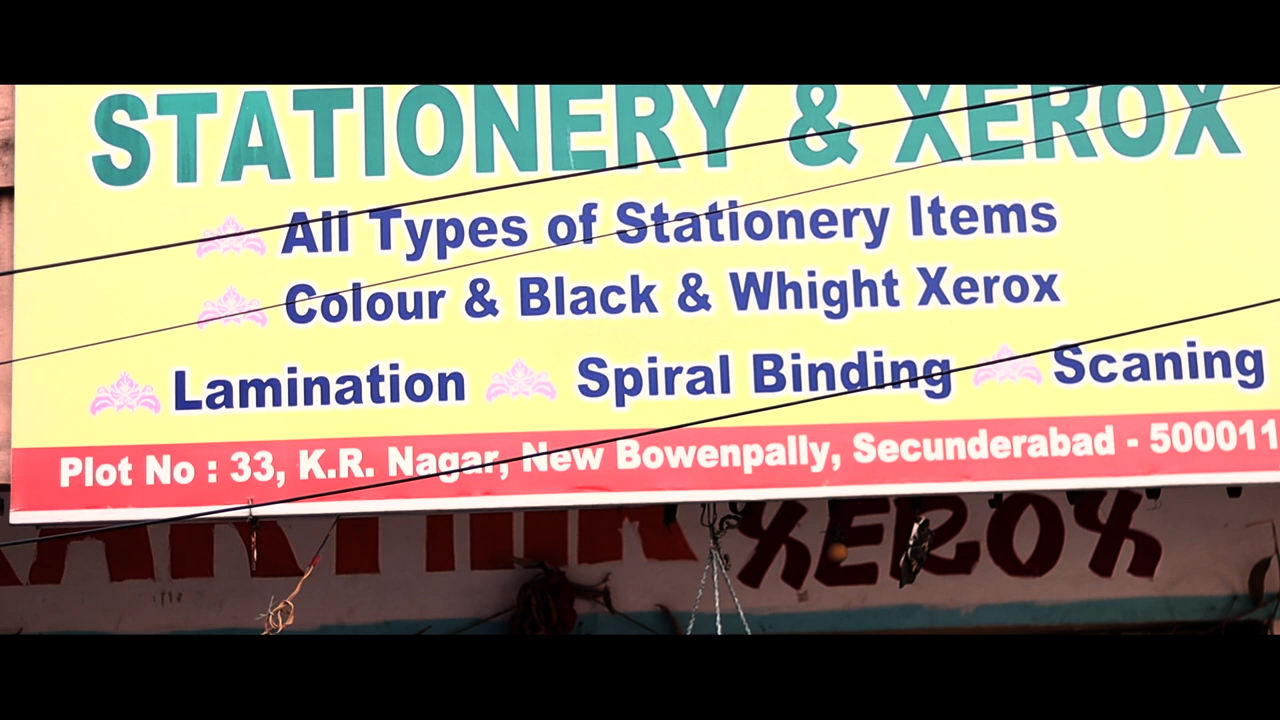 STATIONERY & XEROX
All Types of Stationery Items
Colour & Black & Whight Xerox
Lamination Spiral Binding Scaning
Plot No : 33, K.R. Nagar, New Bowenpally, Secunderabad - 500011
XEROX